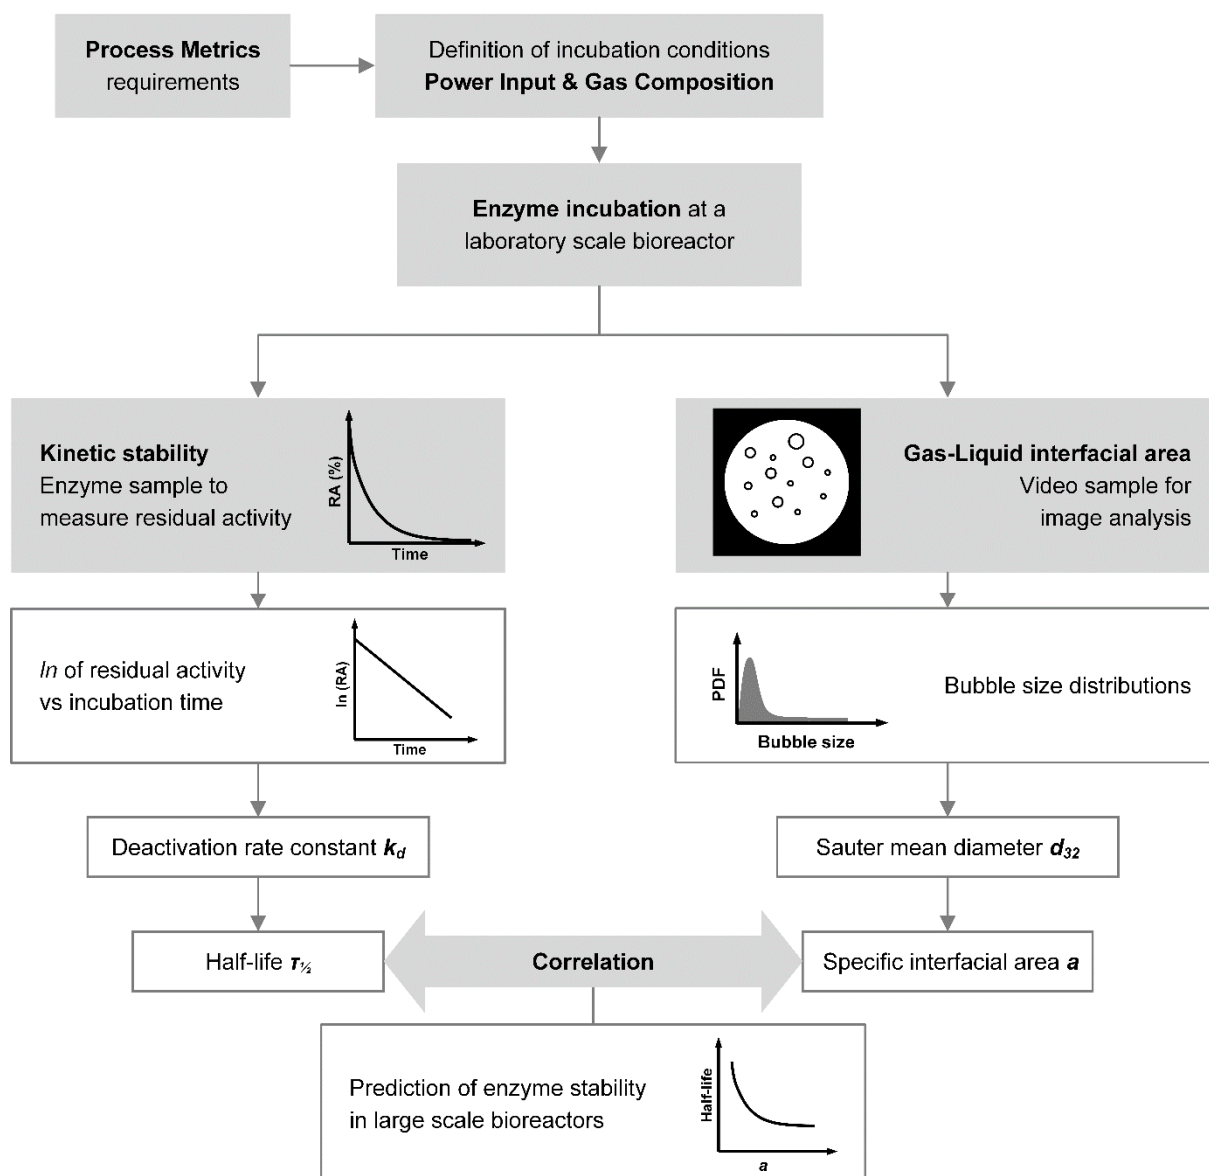 Process Metrics
requirements
Definition of incubation conditions
Power Input & Gas Composition
Enzyme incubation at a
laboratory scale bioreactor
Kinetic stability
Enzyme sample to
measure residual activity
RA (%)
Time
Gas-Liquid interfacial area
Video sample for
image analysis
ln of residual activity
vs incubation time
ln (RA)
Time
PDF
Bubble size
Bubble size distributions
Deactivation rate constant k_d
Sauter mean diameter d_32
Half-life τ_½
Correlation
Specific interfacial area a
Prediction of enzyme stability
in large scale bioreactors
Half-life
a